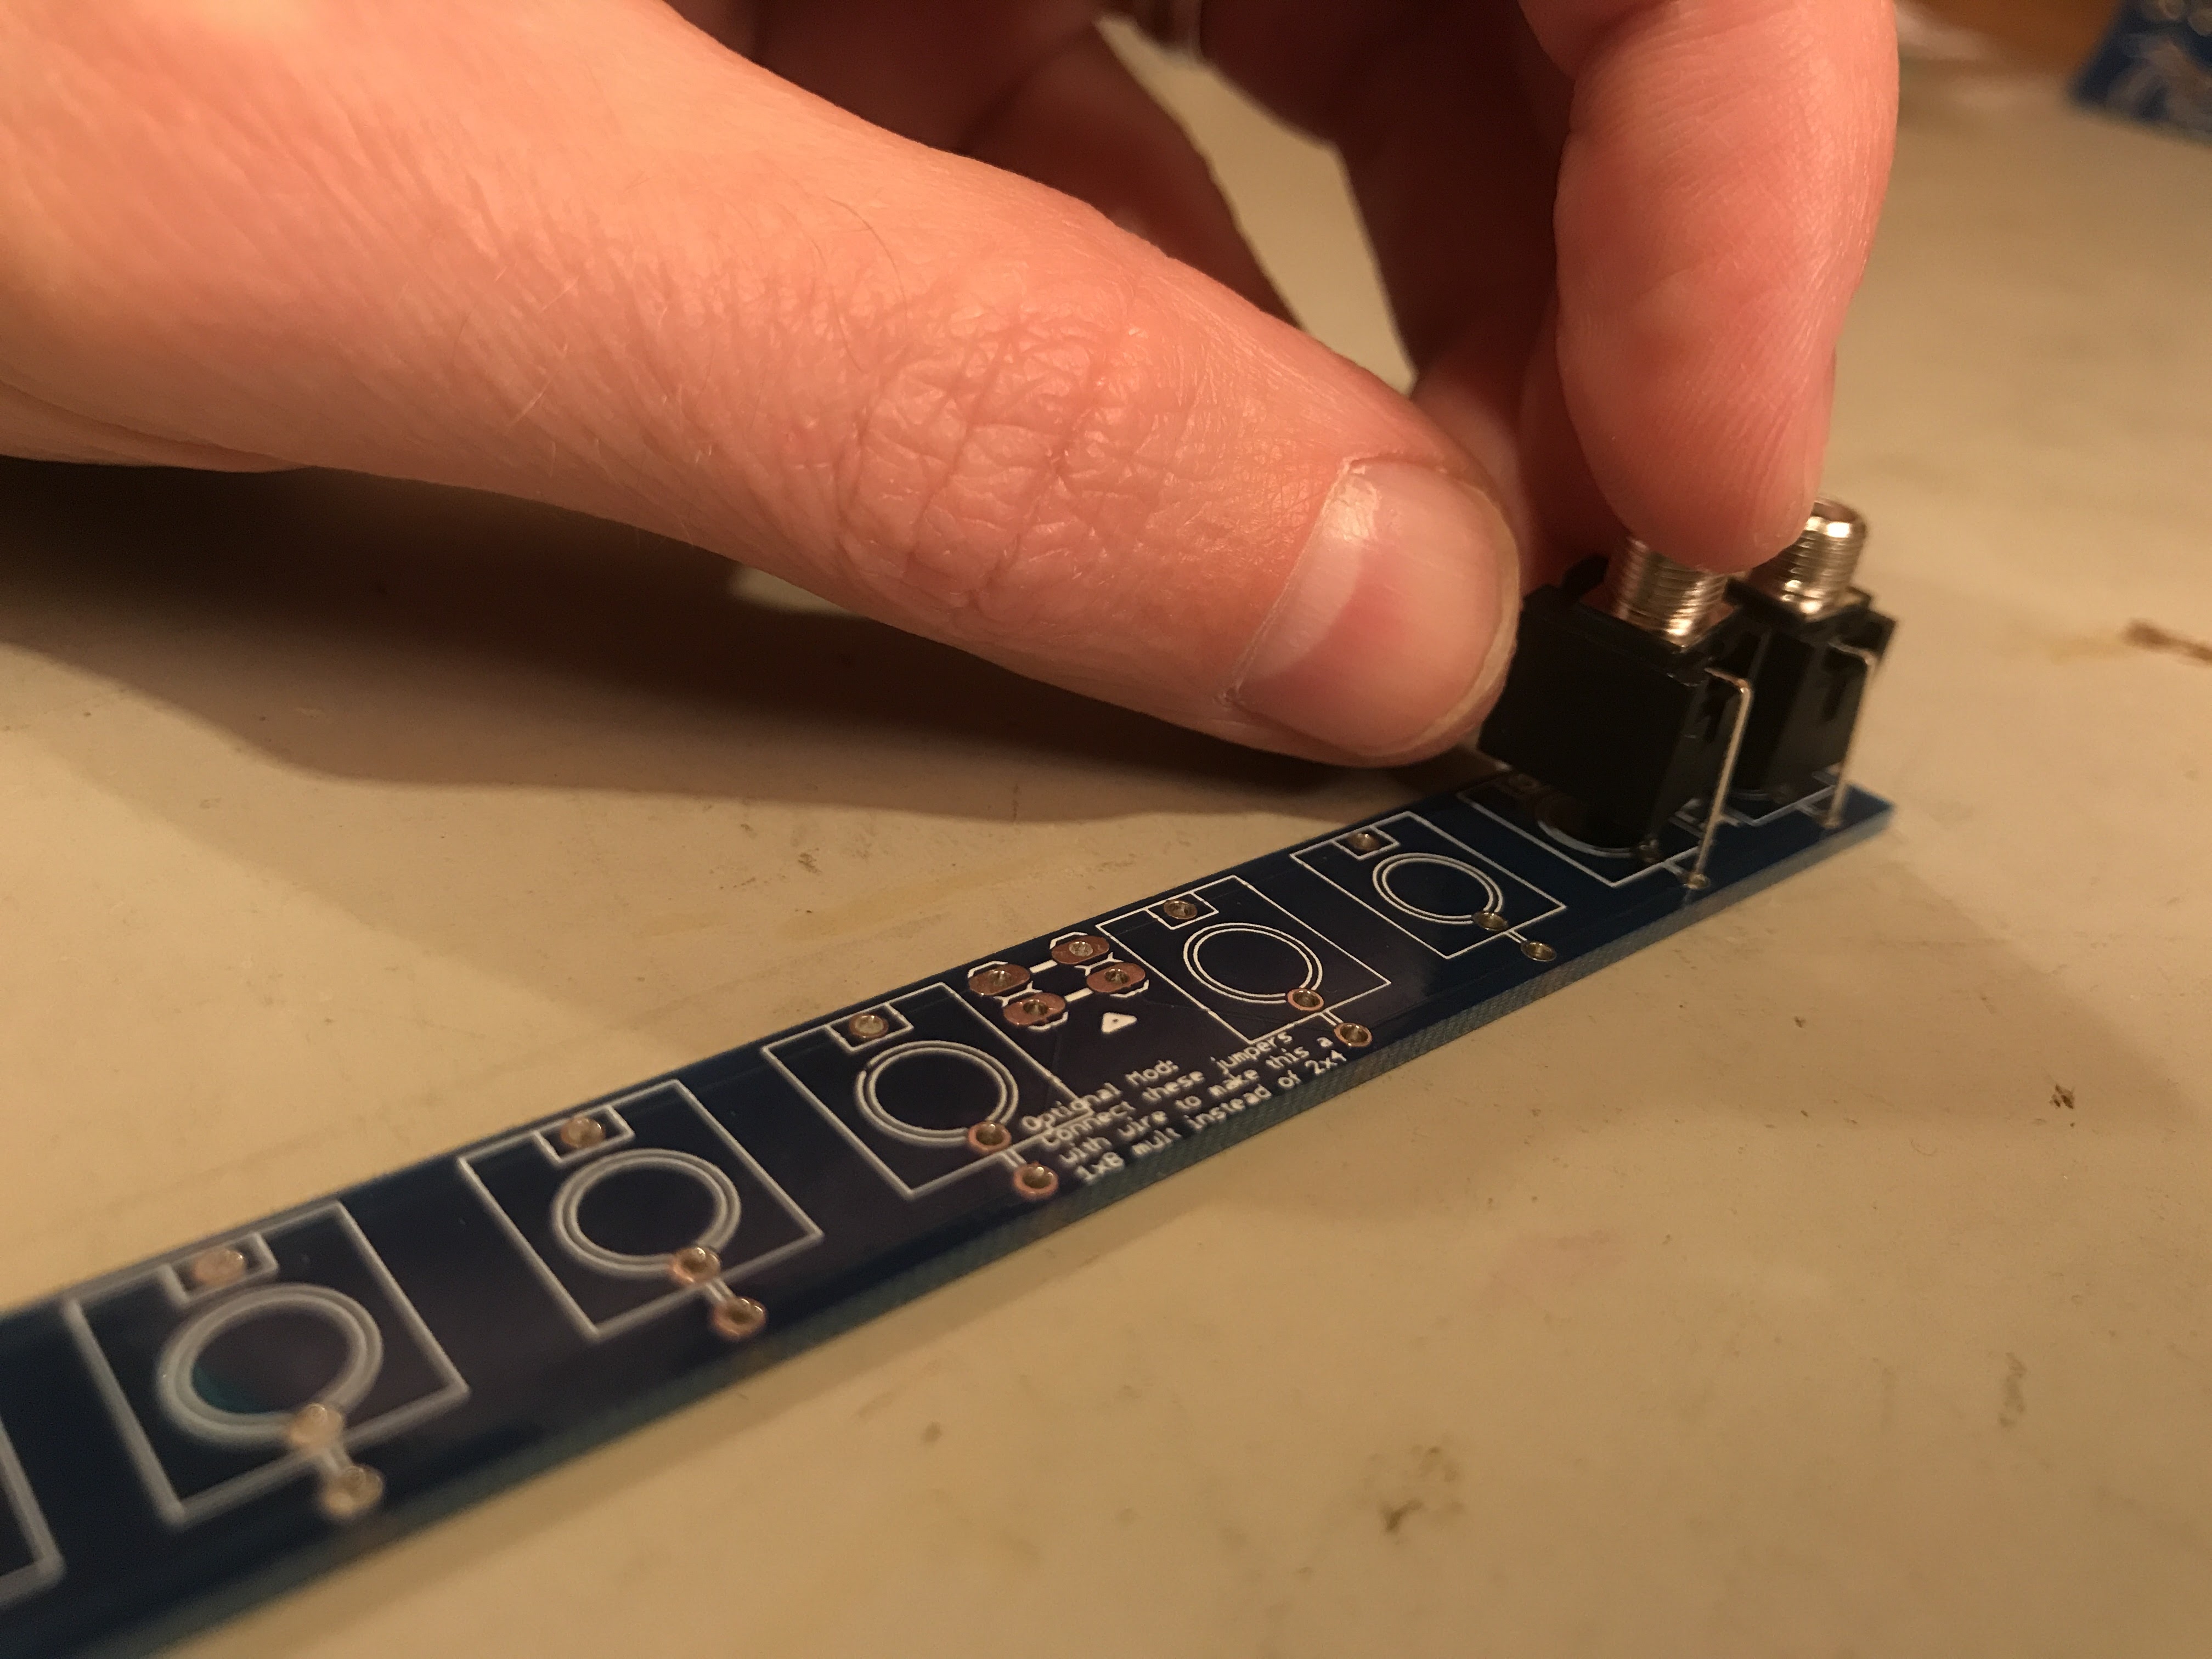 Optional Mod:
Connect these jumpers
with wire to make this a
1x8 mult instead of 2x4